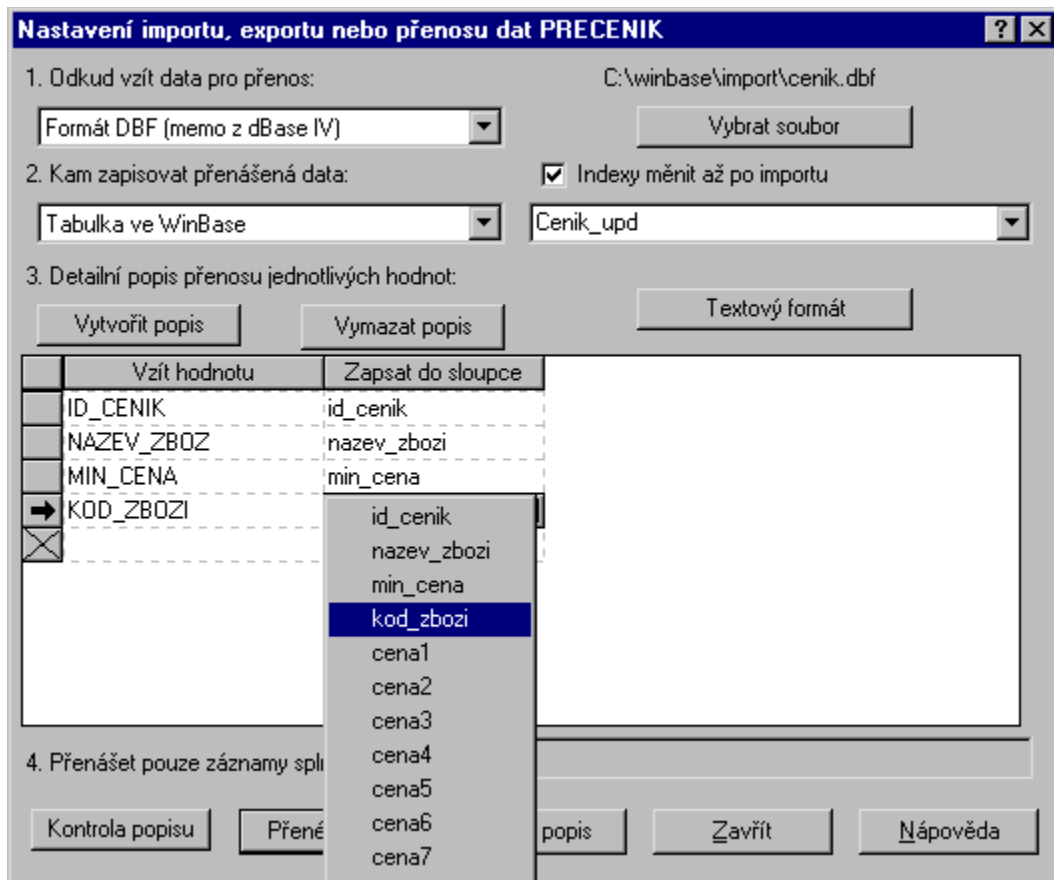 Nastavení importu, exportu nebo přenosu dat PRECENIK
1. Odkud vzít data pro přenos:
C:\winbase\import\cenik.dbf
Formát DBF (memo z dBase IV)
Vybrat soubor
2. Kam zapisovat přenášená data:
Indexy měnit až po importu
Tabulka ve WinBase
Cenik_upd
3. Detailní popis přenosu jednotlivých hodnot:
Vytvořit popis
Vymazat popis
Textový formát
Vzít hodnotu
Zapsat do sloupce
ID_CENIK
id_cenik
NAZEV_ZBOZ
nazev_zbozi
MIN_CENA
min_cena
KOD_ZBOZI
id_cenik
nazev_zbozi
min_cena
kod_zbozi
cena1
cena2
cena3
cena4
cena5
cena6
cena7
4. Přenášet pouze záznamy spl
Kontrola popisu
Přené
popis
Zavřít
Nápověda